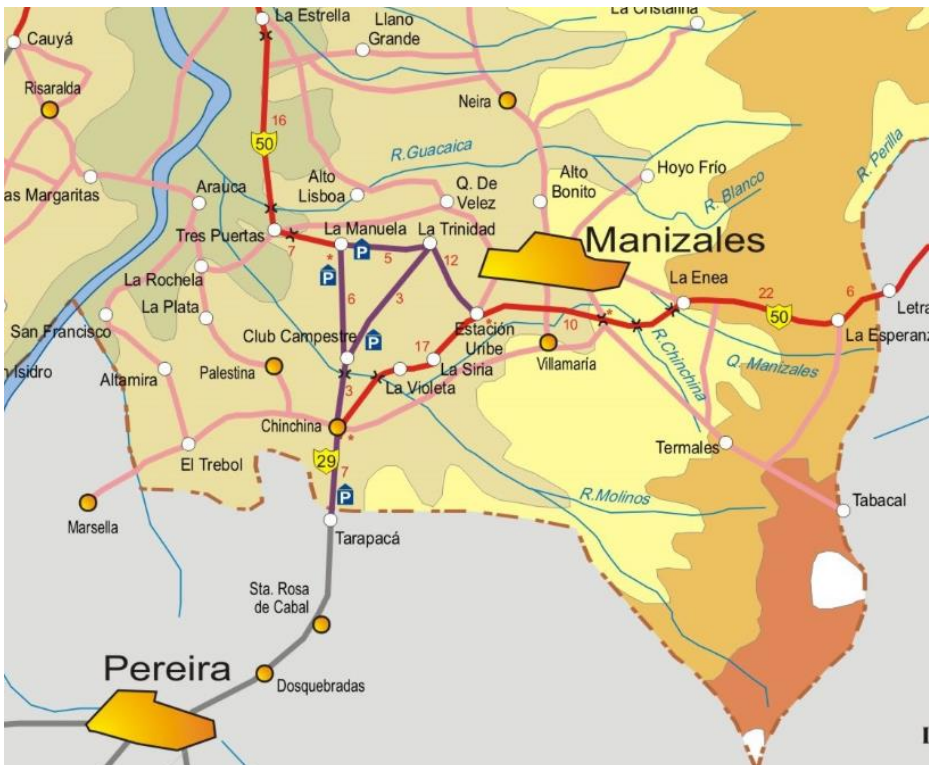 La Estrella
Llano
Grande
La Cristalina
Cauyá
Risaralda
Neira
16
50
R.Guacaica
Alto
Lisboa
Q. De
Velez
Alto
Bonito
Hoyo Frío
R. Blanco
R. Perilla
as Margaritas
Arauca
Tres Puertas
La Manuela
La Trinidad
Manizales
7
*
P
P
5
12
La Rochela
La Enea
22
6
50
Letra
La Plata
6
3
San Francisco
Club Campestre
P
Estación
Uribe
*
10
*
La Esperanz
n Isidro
Altamira
Palestina
17
La Siria
La Violeta
Villamaría
R.Chinchina
Q. Manizales
3
Chinchina
*
El Trebol
29
7
P
Termales
Marsella
R.Molinos
Tabacal
Tarapacá
Sta. Rosa
de Cabal
Pereira
Dosquebradas